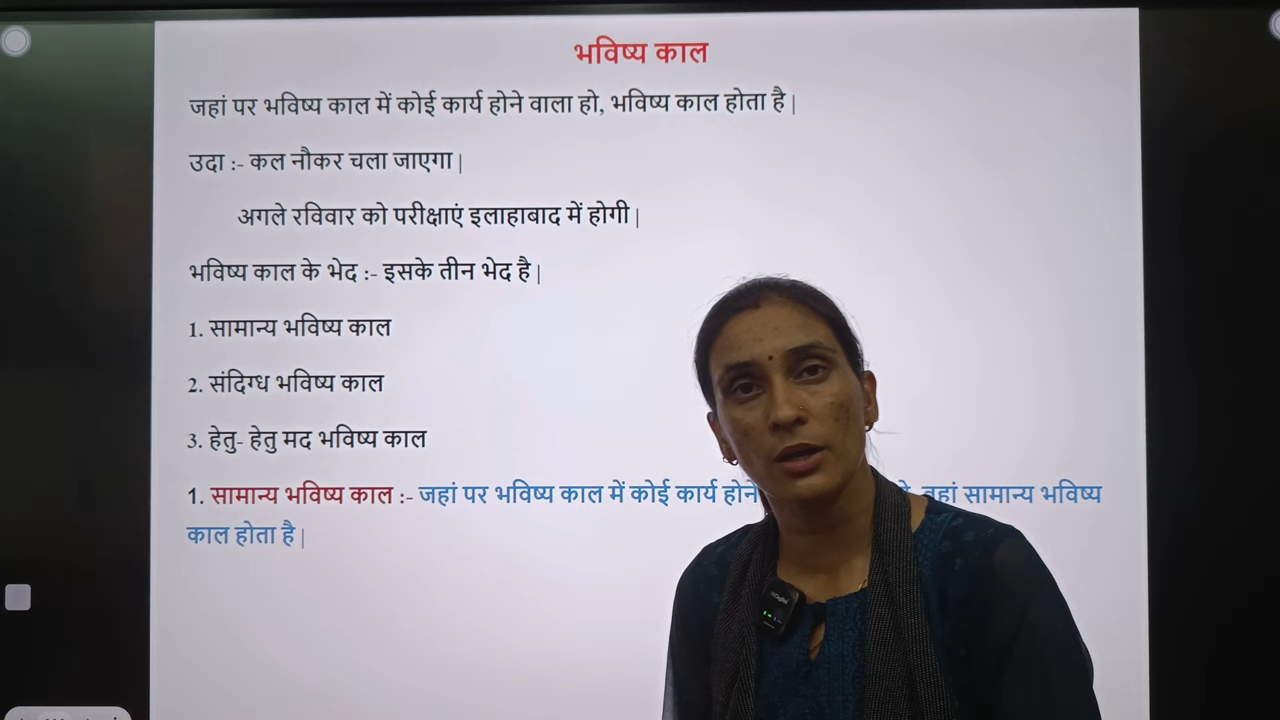 भविष्य काल
जहां पर भविष्य काल में कोई कार्य होने वाला हो, भविष्य काल होता है |
उदा :- कल नौकर चला जाएगा |
अगले रविवार को परीक्षाएं इलाहाबाद में होगी |
भविष्य काल के भेद :- इसके तीन भेद है |
1. सामान्य भविष्य काल
2. संदिग्ध भविष्य काल
3. हेतु- हेतु मद भविष्य काल
1. सामान्य भविष्य काल :- जहां पर भविष्य काल में कोई कार्य होने वहां सामान्य भविष्य
काल होता है |